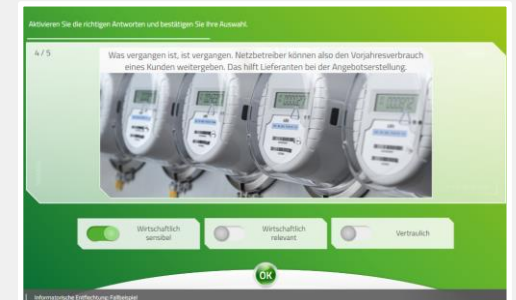 Aktivieren Sie die richtigen Antworten und bestätigen Sie Ihre Auswahl.
4 / 5
Was vergangen ist, ist vergangen. Netzbetreiber können also den Vorjahresverbrauch
eines Kunden weitergeben. Das hilft Lieferanten bei der Angebotserstellung.
Wirtschaftlich
sensibel
Wirtschaftlich
relevant
Vertraulich
OK
Informatorische Entflechtung: Fallbeispiel